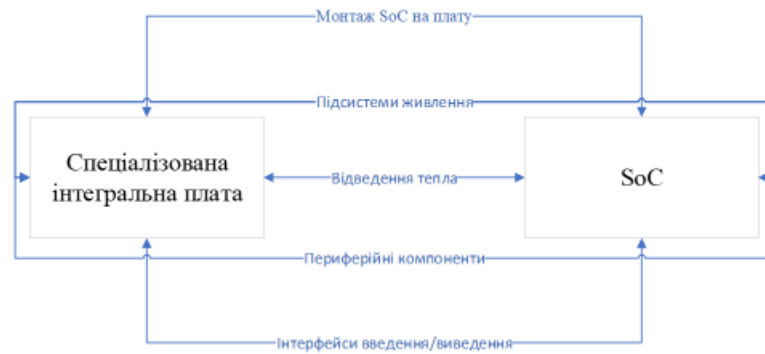 Монтаж SoC на плату
Підсистеми живлення
Спеціалізована
інтегральна плата
Відведення тепла
SoC
Периферійні компоненти
Інтерфейси введення/виведення